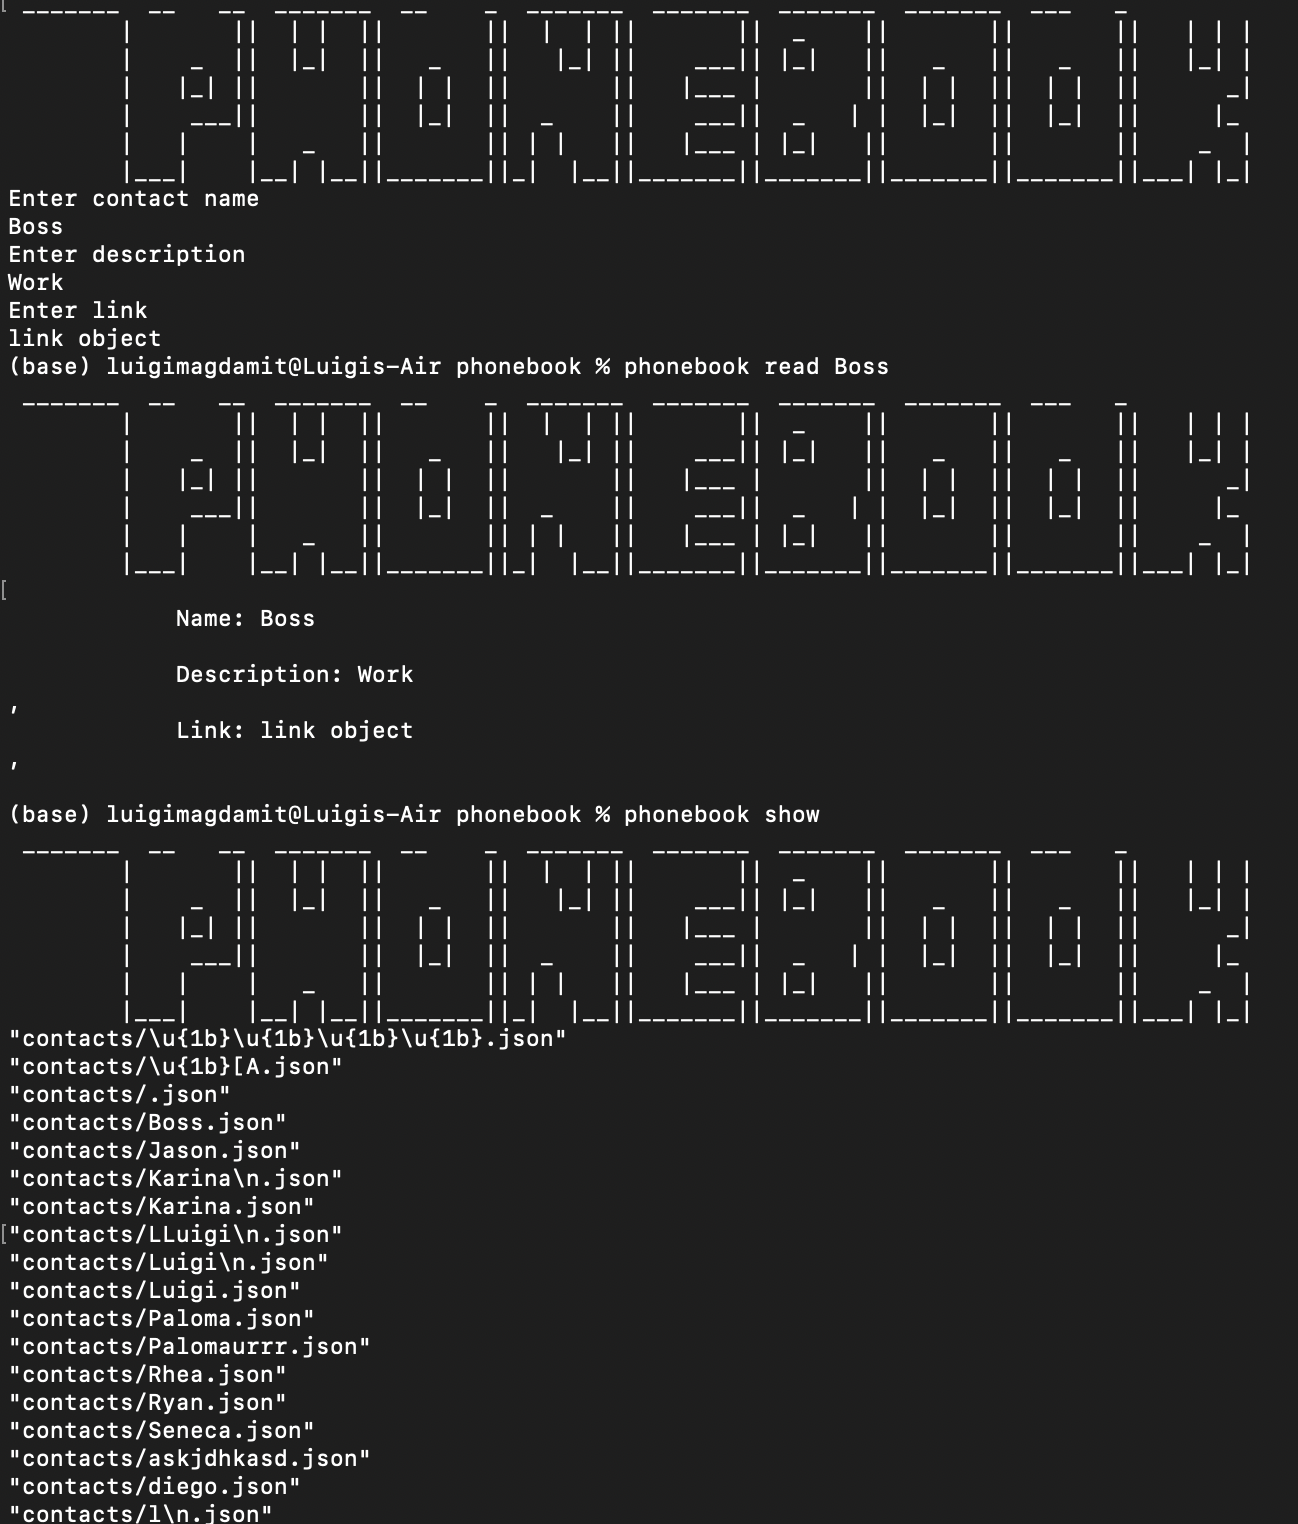 PHONEBOOK
Enter contact name
Boss
Enter description
Work
Enter link
link object
(base) luigimagdamit@Luigis-Air phonebook % phonebook read Boss
PHONEBOOK
Name: Boss
Description: Work
,
Link: link object
,
(base) luigimagdamit@Luigis-Air phonebook % phonebook show
PHONEBOOK
"contacts/\u{1b}\u{1b}\u{1b}\u{1b}.json"
"contacts/\u{1b}[A.json"
"contacts/.json"
"contacts/Boss.json"
"contacts/Jason.json"
"contacts/Karina\n.json"
"contacts/Karina.json"
"contacts/LLuigi\n.json"
"contacts/Luigi\n.json"
"contacts/Luigi.json"
"contacts/Paloma.json"
"contacts/Palomaurrr.json"
"contacts/Rhea.json"
"contacts/Ryan.json"
"contacts/Seneca.json"
"contacts/askjdhkasd.json"
"contacts/diego.json"
"contacts/l\n.json"